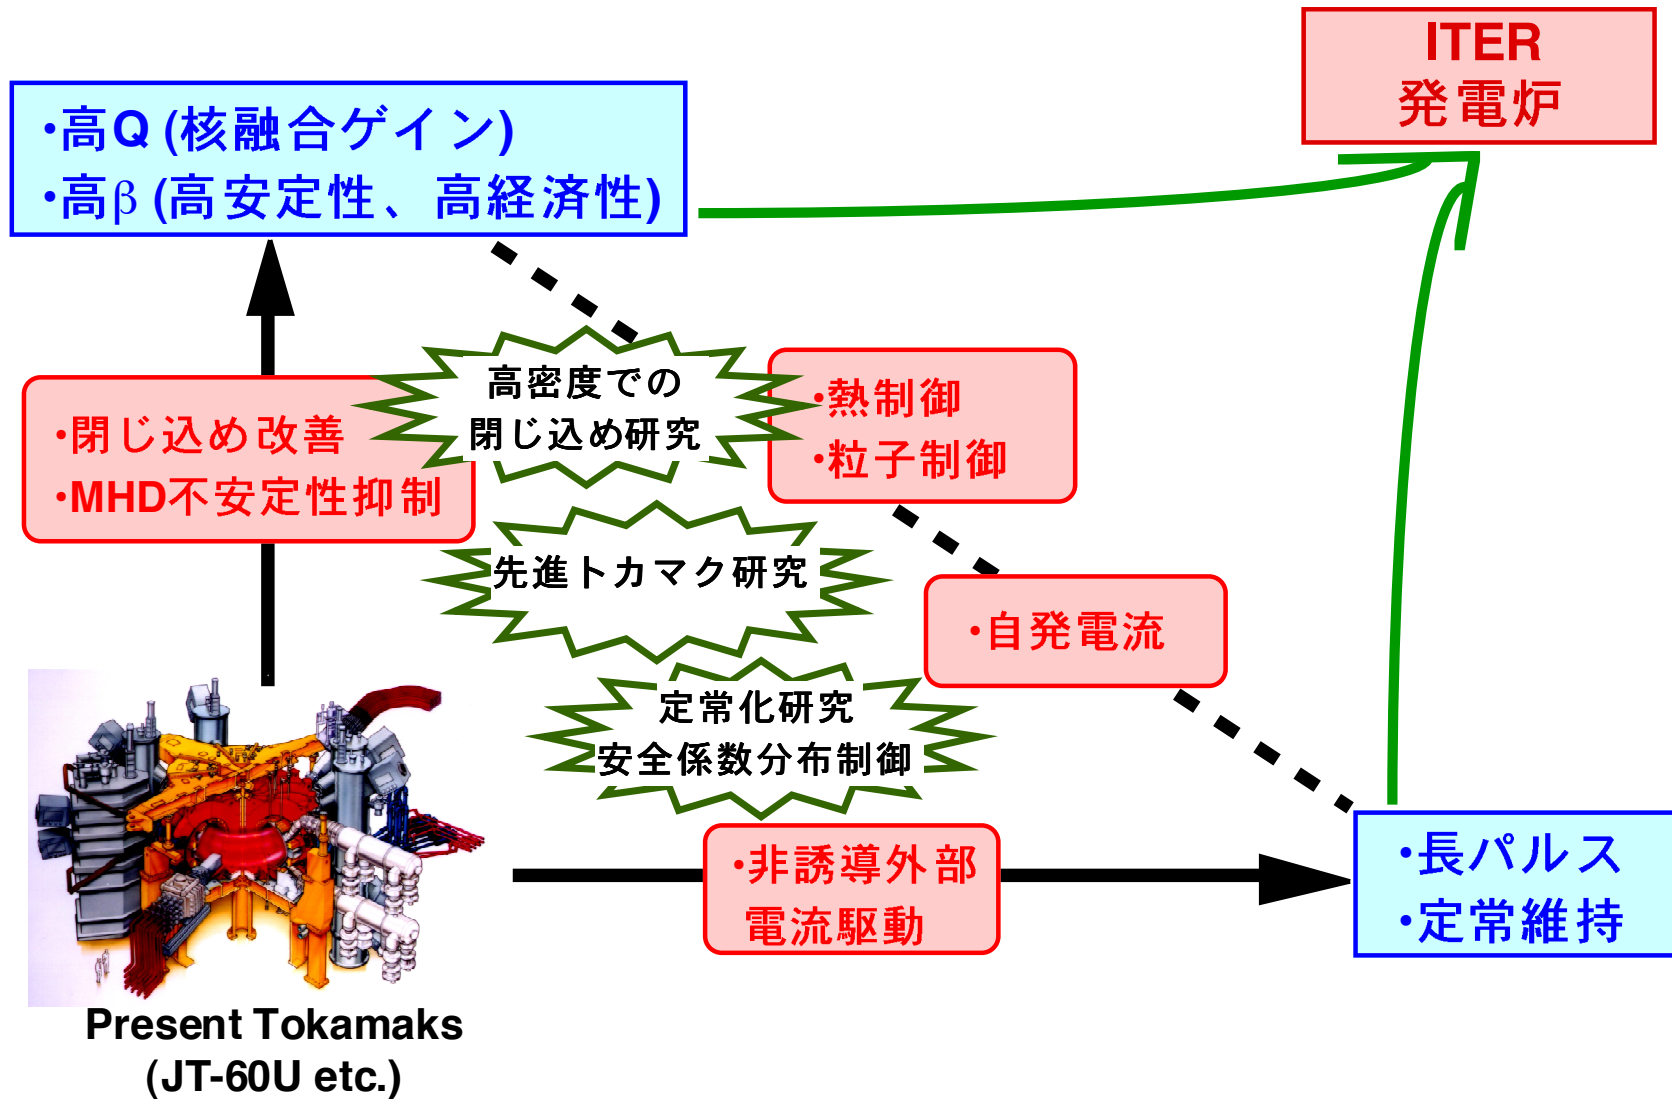 ITER
発電炉
・高Q (核融合ゲイン)
・高β (高安定性、高経済性)
高密度での
閉じ込め研究
・熱制御
・粒子制御
・閉じ込め改善
・MHD不安定性抑制
先進トカマク研究
・自発電流
定常化研究
安全係数分布制御
・非誘導外部
電流駆動
・長パルス
・定常維持
Present Tokamaks
(JT-60U etc.)